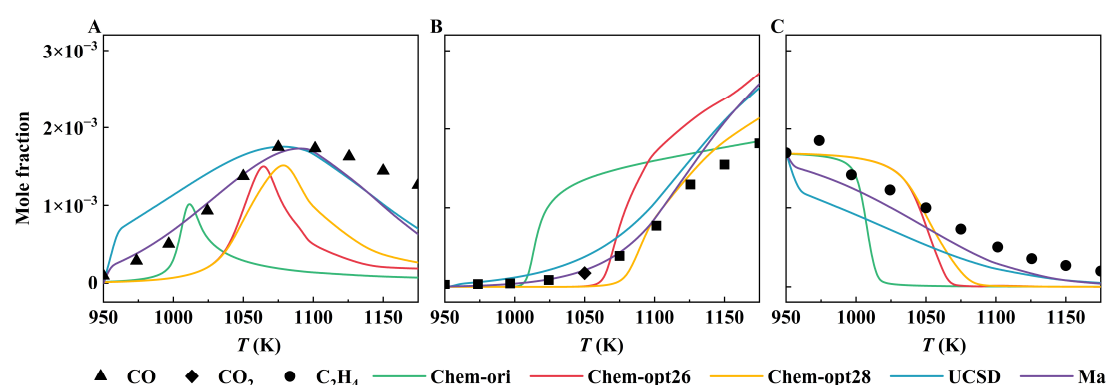 A B C
3×10⁻³
2×10⁻³
1×10⁻³
0
Mole fraction
950 1000 1050 1100 1150 950 1000 1050 1100 1150 950 1000 1050 1100 1150
T (K) T (K) T (K)
CO CO₂ C₂H₄ Chem-ori Chem-opt26 Chem-opt28 UCSD Ma